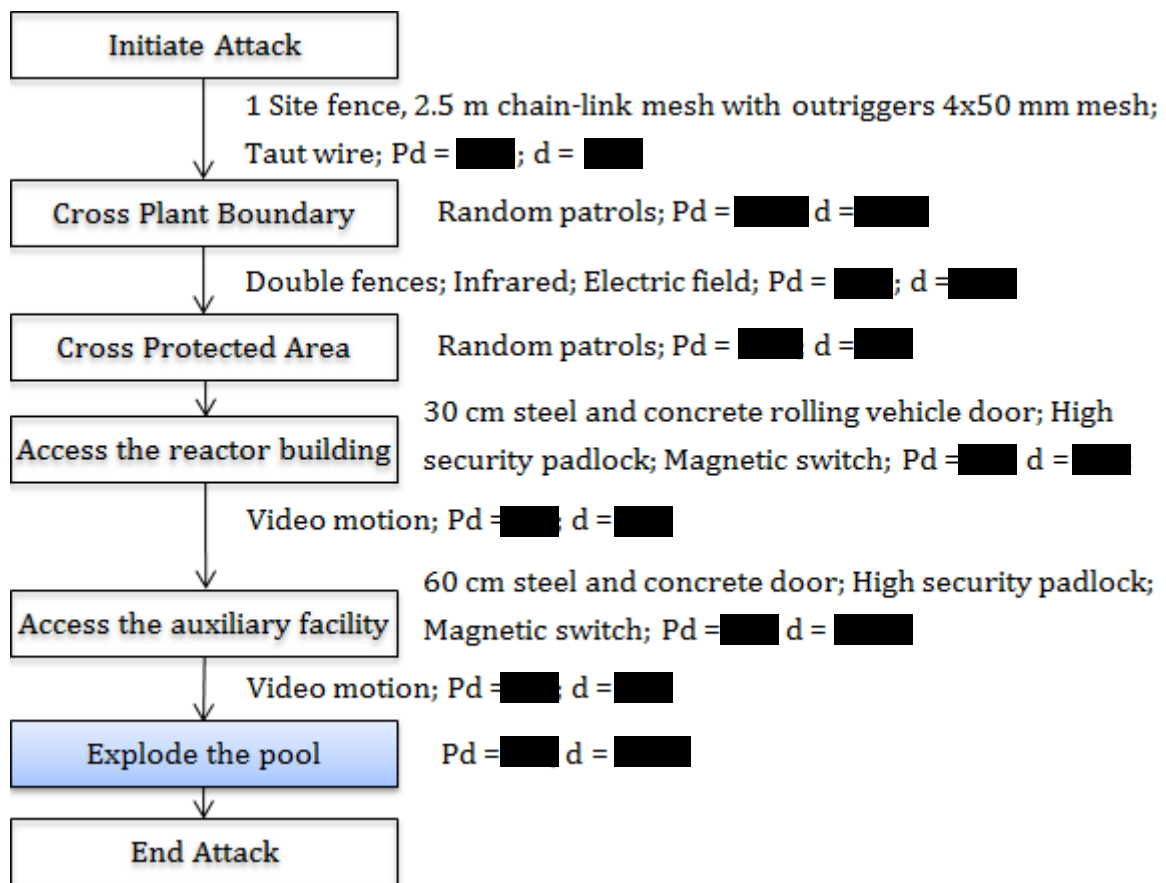 Initiate Attack
1 Site fence, 2.5 m chain-link mesh with outriggers 4x50 mm mesh;
Taut wire; Pd = ; d =
Cross Plant Boundary
Random patrols; Pd = d =
Double fences; Infrared; Electric field; Pd = ; d =
Cross Protected Area
Random patrols; Pd = d =
Access the reactor building
30 cm steel and concrete rolling vehicle door; High
security padlock; Magnetic switch; Pd = d =
Video motion; Pd = ; d =
Access the auxiliary facility
60 cm steel and concrete door; High security padlock;
Magnetic switch; Pd = d =
Video motion; Pd = ; d =
Explode the pool
Pd = d =
End Attack